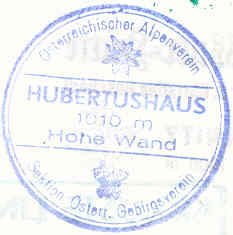 Österreichischer Alpenverein
HUBERTUSHAUS
1010 m
Hohe Wand
Sektion Österr. Gebirgsverein